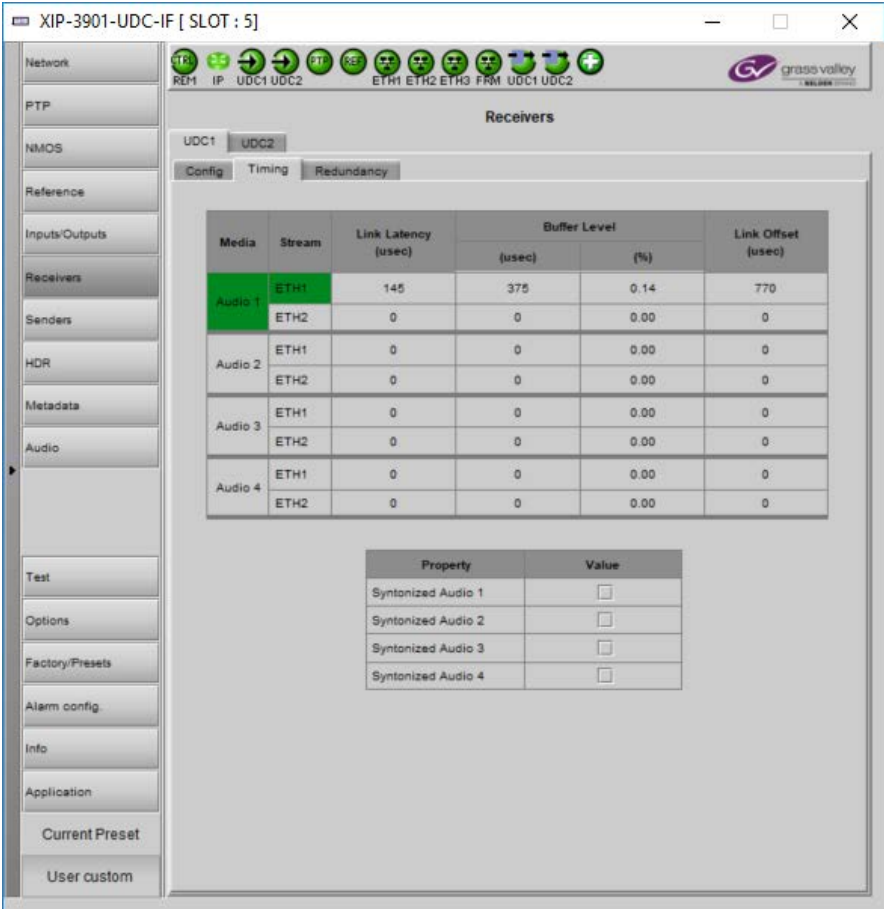 XIP-3901-UDC-IF [ SLOT : 5]
Network
PTP
NMOS
Reference
Inputs/Outputs
Receivers
Senders
HDR
Metadata
Audio
Test
Options
Factory/Presets
Alarm config.
Info
Application
Current Preset
User custom
CTRL PTP REF
REM IP UDC1 UDC2 ETH1 ETH2 ETH3 FRM UDC1 UDC2
GV grass valley
A BELDEN BRAND
Receivers
UDC1 UDC2
Config Timing Redundancy
Media Stream Link Latency (usec) Buffer Level Link Offset (usec)
(usec) (%)
Audio 1 ETH1 145 375 0.14 770
ETH2 0 0 0.00 0
Audio 2 ETH1 0 0 0.00 0
ETH2 0 0 0.00 0
Audio 3 ETH1 0 0 0.00 0
ETH2 0 0 0.00 0
Audio 4 ETH1 0 0 0.00 0
ETH2 0 0 0.00 0
Property Value
Syntonized Audio 1
Syntonized Audio 2
Syntonized Audio 3
Syntonized Audio 4